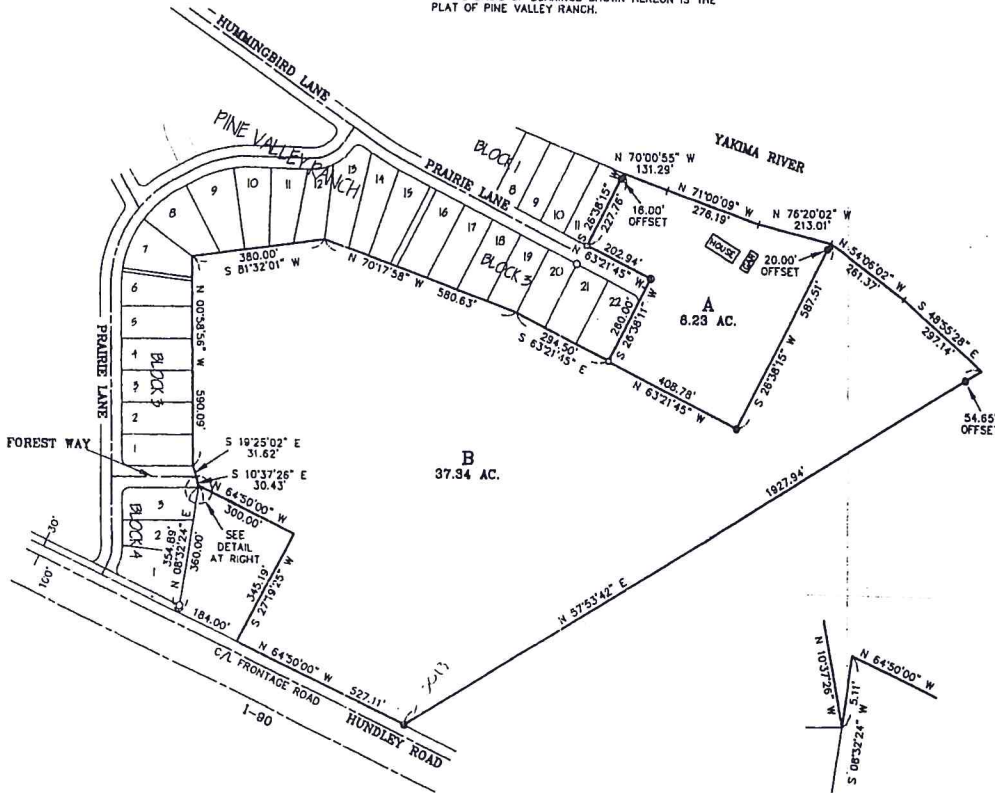 PLAT OF PINE VALLEY RANCH.
HUMMINGBIRD LANE
PINE VALLEY RANCH
YAKIMA RIVER
BLOCK 1
8
9
10
11
PRAIRIE LANE
N 70°00'55" W
131.29'
16.00'
OFFSET
N 71°00'09" W
276.19'
N 76°20'02" W
213.01'
S 26°38'15" W
227.76'
HOUSE
GAR
20.00'
OFFSET
N 54°06'02" W
261.37'
S 48°55'28" E
297.14'
54.65'
OFFSET
202.94'
N 63°21'45" W
A
8.23 AC.
587.51'
S 26°38'15" W
260.00'
S 26°38'11" W
408.78'
N 63°21'45" W
7
8
9
10
11
12
13
14
15
16
17
18
19
20
21
22
BLOCK 3
380.00'
S 81°32'01" W
N 70°17'58" W
580.63'
294.50'
S 63°21'45" E
N 00°58'56" W
590.09'
6
5
4
3
2
1
BLOCK 3
PRAIRIE LANE
FOREST WAY
S 19°25'02" E
31.62'
S 10°37'26" E
30.43'
N 64°50'00" W
300.00'
SEE
DETAIL
AT RIGHT
B
37.34 AC.
1927.94'
N 57°53'42" E
BLOCK 4
3
2
1
354.89'
N 08°32'24" E
360.00'
345.19'
S 27°19'25" W
30'
100'
184.00'
N 64°50'00" W
527.11'
C/L FRONTAGE ROAD
HUNDLEY ROAD
I-90
N 10°37'26" W
N 64°50'00" W
5.11'
S 08°32'24" W